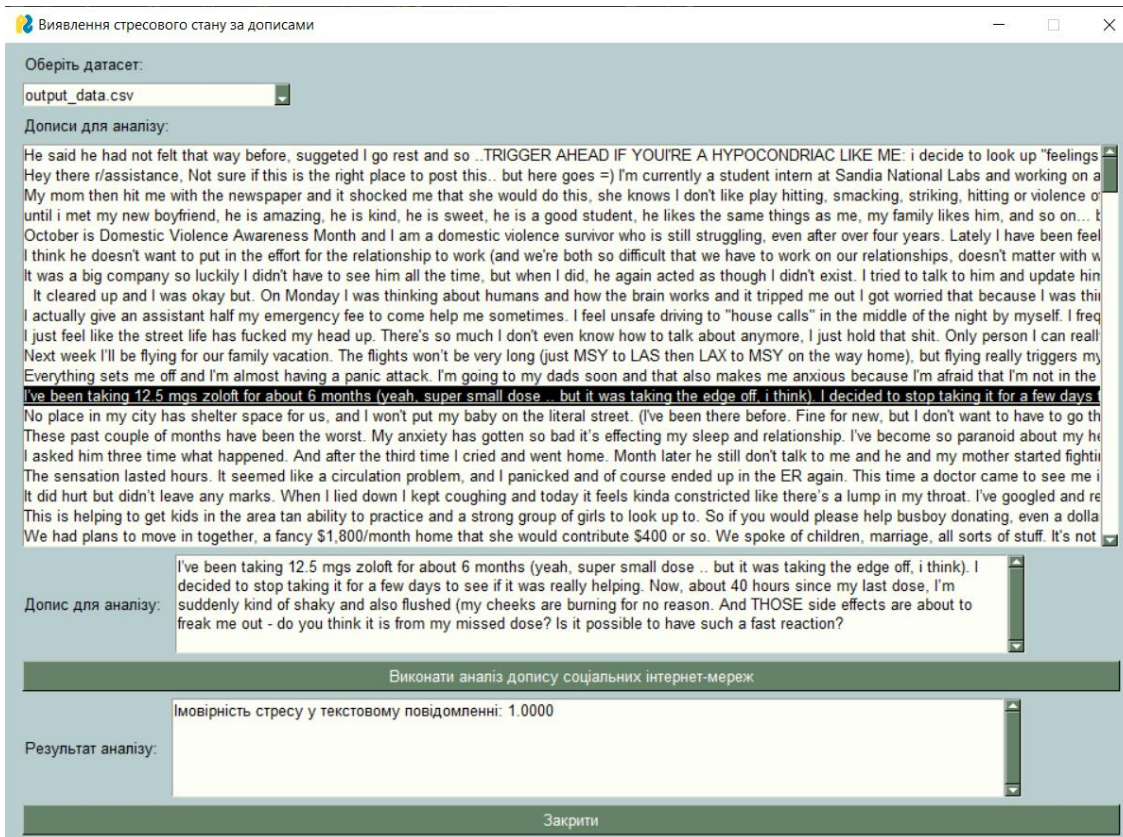 Виявлення стресового стану за дописами
Оберіть датасет:
output_data.csv
Дописи для аналізу:
He said he had not felt that way before, suggeted I go rest and so ..TRIGGER AHEAD IF YOUI'RE A HYPOCONDRIAC LIKE ME: i decide to look up "feelings
Hey there r/assistance, Not sure if this is the right place to post this.. but here goes =) I'm currently a student intern at Sandia National Labs and working on a
My mom then hit me with the newspaper and it shocked me that she would do this, she knows I don't like play hitting, smacking, striking, hitting or violence o
until i met my new boyfriend, he is amazing, he is kind, he is sweet, he is a good student, he likes the same things as me, my family likes him, and so on...
October is Domestic Violence Awareness Month and I am a domestic violence survivor who is still struggling, even after over four years. Lately I have been feel
I think he doesn't want to put in the effort for the relationship to work (and we're both so difficult that we have to work on our relationships, doesn't matter with w
It was a big company so luckily I didn't have to see him all the time, but when I did, he again acted as though I didn't exist. I tried to talk to him and update him
It cleared up and I was okay but. On Monday I was thinking about humans and how the brain works and it tripped me out I got worried that because I was thi
I actually give an assistant half my emergency fee to come help me sometimes. I feel unsafe driving to "house calls" in the middle of the night by myself. I freq
I just feel like the street life has fucked my head up. There's so much I don't even know how to talk about anymore, I just hold that shit. Only person I can reall
Next week I'll be flying for our family vacation. The flights won't be very long (just MSY to LAS then LAX to MSY on the way home), but flying really triggers my
Everything sets me off and I'm almost having a panic attack. I'm going to my dads soon and that also makes me anxious because I'm afraid that I'm not in the
I've been taking 12.5 mgs zoloft for about 6 months (yeah, super small dose .. but it was taking the edge off, i think). I decided to stop taking it for a few days
No place in my city has shelter space for us, and I won't put my baby on the literal street. (I've been there before. Fine for new, but I don't want to have to go th
These past couple of months have been the worst. My anxiety has gotten so bad it's effecting my sleep and relationship. I've become so paranoid about my he
I asked him three time what happened. And after the third time I cried and went home. Month later he still don't talk to me and he and my mother started fighti
The sensation lasted hours. It seemed like a circulation problem, and I panicked and of course ended up in the ER again. This time a doctor came to see me i
It did hurt but didn't leave any marks. When I lied down I kept coughing and today it feels kinda constricted like there's a lump in my throat. I've googled and re
This is helping to get kids in the area tan ability to practice and a strong group of girls to look up to. So if you would please help busboy donating, even a dolla
We had plans to move in together, a fancy $1,800/month home that she would contribute $400 or so. We spoke of children, marriage, all sorts of stuff. It's not
Допис для аналізу:
I've been taking 12.5 mgs zoloft for about 6 months (yeah, super small dose .. but it was taking the edge off, i think). I
decided to stop taking it for a few days to see if it was really helping. Now, about 40 hours since my last dose, I'm
suddenly kind of shaky and also flushed (my cheeks are burning for no reason. And THOSE side effects are about to
freak me out - do you think it is from my missed dose? Is it possible to have such a fast reaction?
Виконати аналіз допису соціальних інтернет-мереж
Результат аналізу:
Імовірність стресу у текстовому повідомленні: 1.0000
Закрити